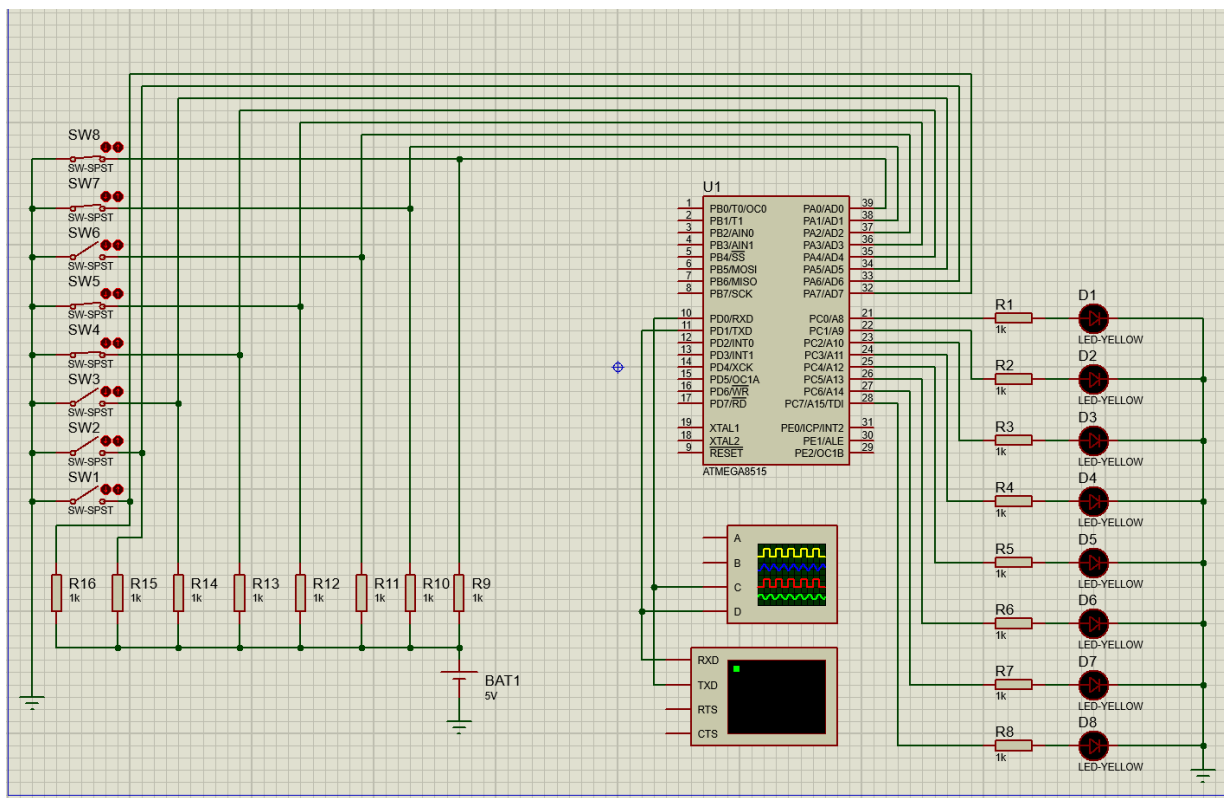 SW8
SW-SPST
SW7
SW-SPST
SW6
SW-SPST
SW5
SW-SPST
SW4
SW-SPST
SW3
SW-SPST
SW2
SW-SPST
SW1
SW-SPST
R16
1k
R15
1k
R14
1k
R13
1k
R12
1k
R11
1k
R10
1k
R9
1k
BAT1
5V
U1
1 PB0/T0/OC0 PA0/AD0 39
2 PB1/T1 PA1/AD1 38
3 PB2/AIN0 PA2/AD2 37
4 PB3/AIN1 PA3/AD3 36
5 PB4/SS PA4/AD4 35
6 PB5/MOSI PA5/AD5 34
7 PB6/MISO PA6/AD6 33
8 PB7/SCK PA7/AD7 32
10 PD0/RXD PC0/A8 21
11 PD1/TXD PC1/A9 22
12 PD2/INT0 PC2/A10 23
13 PD3/INT1 PC3/A11 24
14 PD4/XCK PC4/A12 25
15 PD5/OC1A PC5/A13 26
16 PD6/WR PC6/A14 27
17 PD7/RD PC7/A15/TDI 28
19 XTAL1 PE0/ICP/INT2 31
18 XTAL2 PE1/ALE 30
9 RESET PE2/OC1B 29
ATMEGA8515
A
B
C
D
RXD
TXD
RTS
CTS
R1
1k
D1
LED-YELLOW
R2
1k
D2
LED-YELLOW
R3
1k
D3
LED-YELLOW
R4
1k
D4
LED-YELLOW
R5
1k
D5
LED-YELLOW
R6
1k
D6
LED-YELLOW
R7
1k
D7
LED-YELLOW
R8
1k
D8
LED-YELLOW